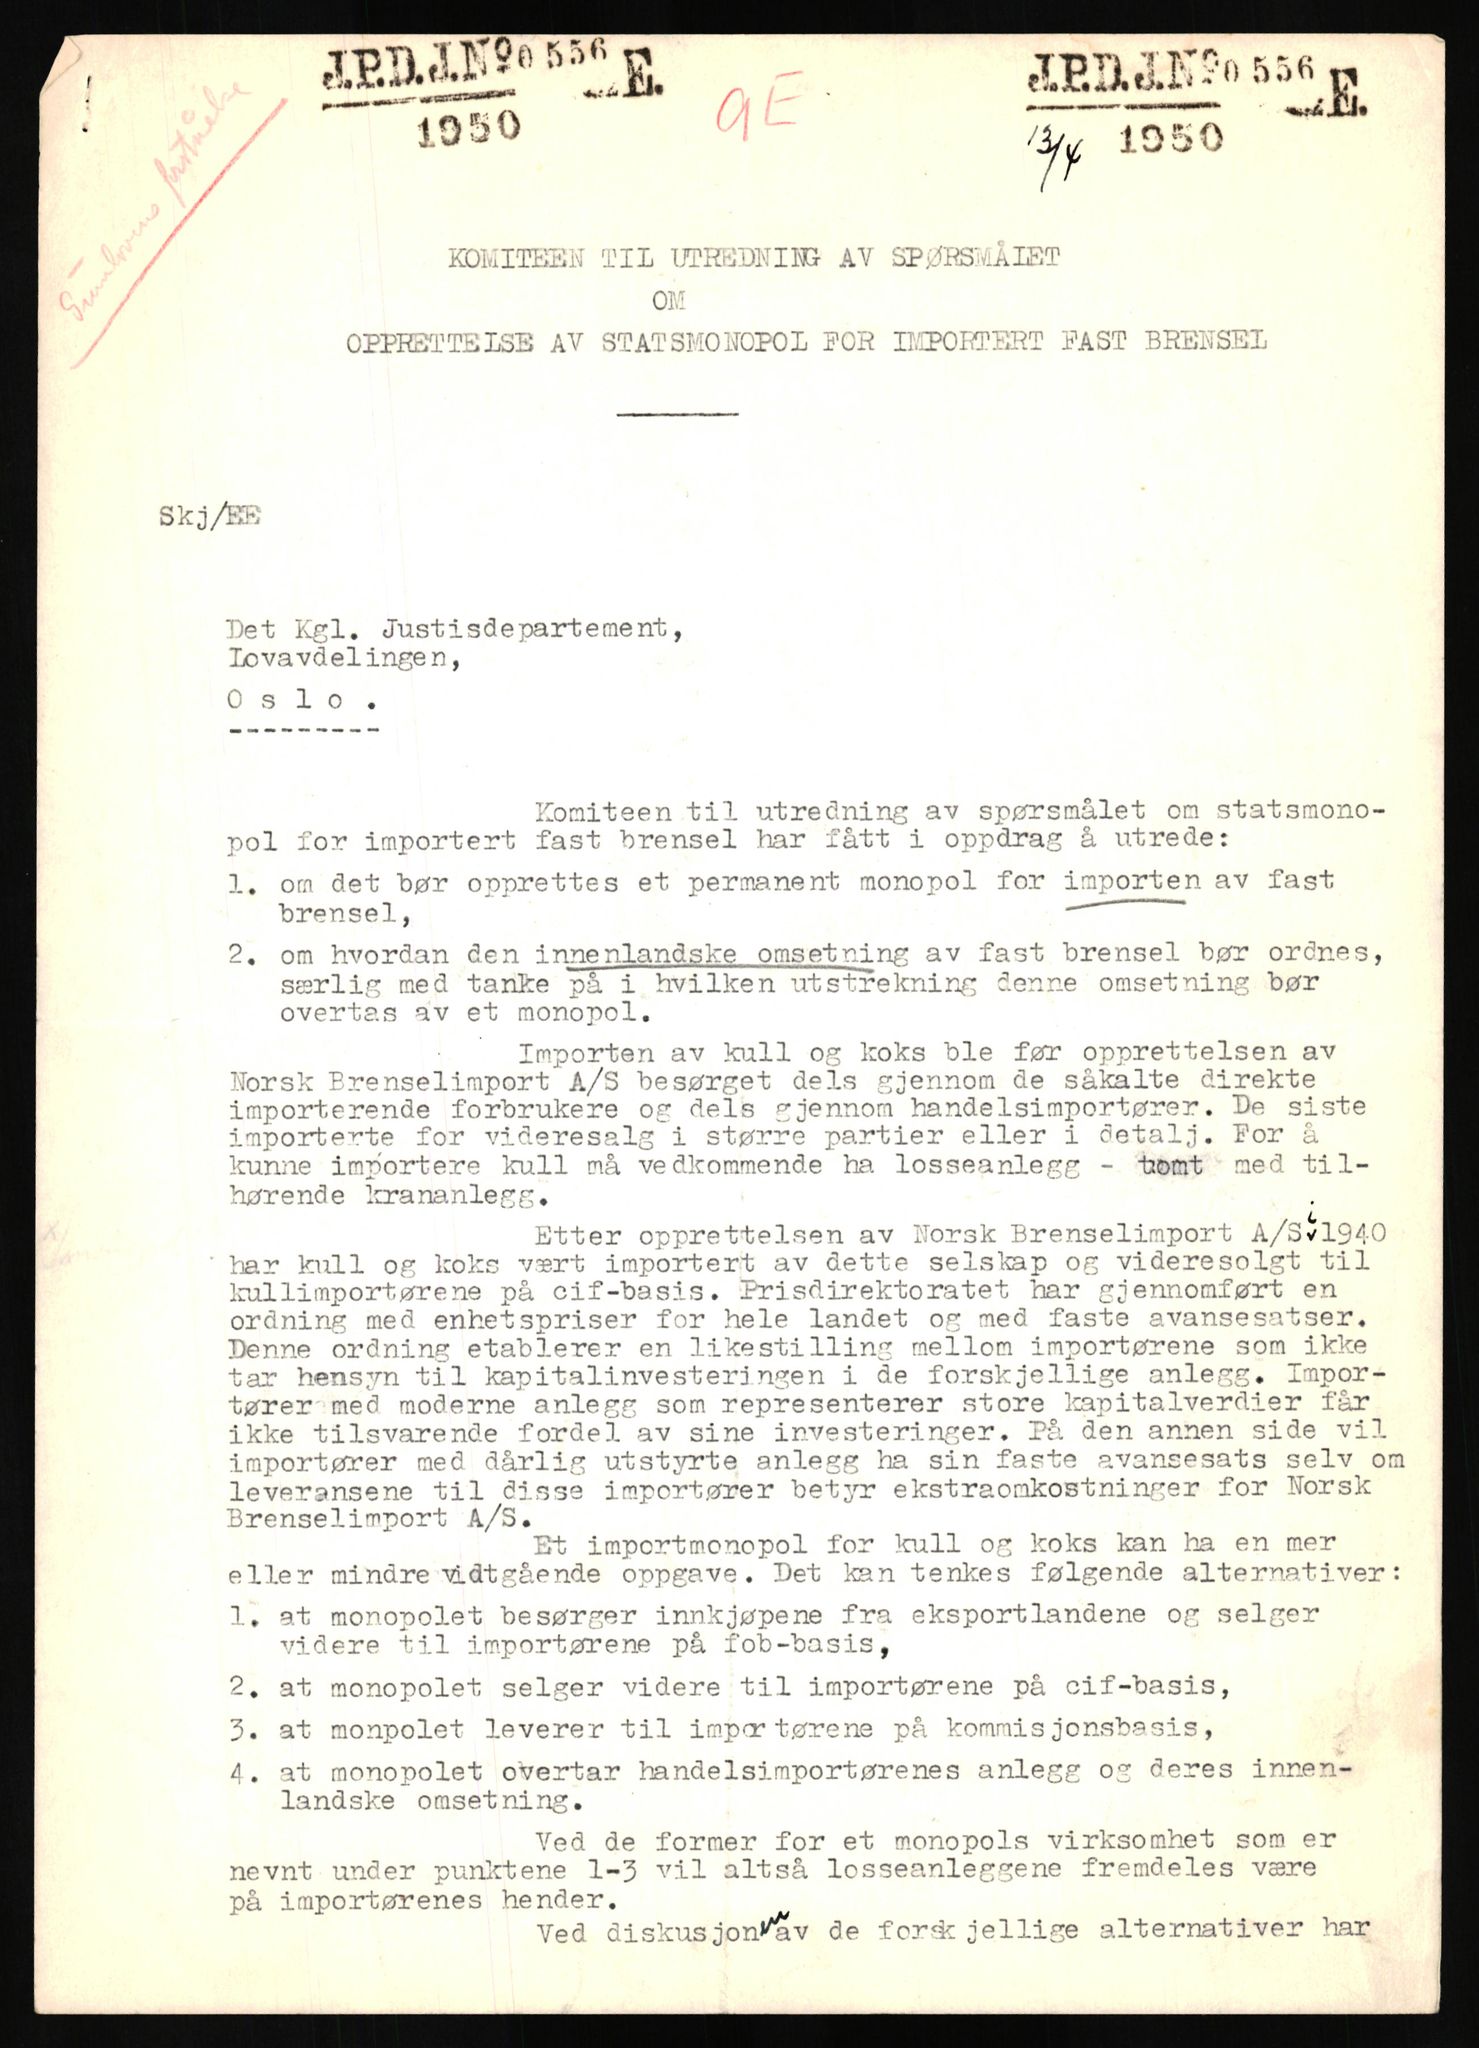 J.P.D.J.Nº 0556 E.
1950
9E
J.P.D.J.Nº 0556 E.
13/4 1950
KOMITEEN TIL UTREDNING AV SPØRSMÅLET
OM
OPPRETTELSE AV STATSMONOPOL FOR IMPORTERT FAST BRENSEL
Skj/EE
Det Kgl. Justisdepartement,
Lovavdelingen,
O s l o .
---------
Komiteen til utredning av spørsmålet om statsmono-
pol for importert fast brensel har fått i oppdrag å utrede:
1. om det bør opprettes et permanent monopol for importen av fast
brensel,
2. om hvordan den innenlandske omsetning av fast brensel bør ordnes,
særlig med tanke på i hvilken utstrekning denne omsetning bør
overtas av et monopol.
Importen av kull og koks ble før opprettelsen av
Norsk Brenselimport A/S besørget dels gjennom de såkalte direkte
importerende forbrukere og dels gjennom handelsimportører. De siste
importerte for videresalg i større partier eller i detalj. For å
kunne importere kull må vedkommende ha losseanlegg - tomt med til-
hørende krananlegg.
Etter opprettelsen av Norsk Brenselimport A/S i 1940
har kull og koks vært importert av dette selskap og videresolgt til
kullimportørene på cif-basis. Prisdirektoratet har gjennomført en
ordning med enhetspriser for hele landet og med faste avansesatser.
Denne ordning etablerer en likestilling mellom importørene som ikke
tar hensyn til kapitalinvesteringen i de forskjellige anlegg. Impor-
tører med moderne anlegg som representerer store kapitalverdier får
ikke tilsvarende fordel av sine investeringer. På den annen side vil
importører med dårlig utstyrte anlegg ha sin faste avansesats selv om
leveransene til disse importører betyr ekstraomkostninger for Norsk
Brenselimport A/S.
Et importmonopol for kull og koks kan ha en mer
eller mindre vidtgående oppgave. Det kan tenkes følgende alternativer:
1. at monopolet besørger innkjøpene fra eksportlandene og selger
videre til importørene på fob-basis,
2. at monopolet selger videre til importørene på cif-basis,
3. at monpolet leverer til importørene på kommisjonsbasis,
4. at monopolet overtar handelsimportørenes anlegg og deres innen-
landske omsetning.
Ved de former for et monopols virksomhet som er
nevnt under punktene 1-3 vil altså losseanleggene fremdeles være
på importørenes hender.
Ved diskusjonen av de forskjellige alternativer har